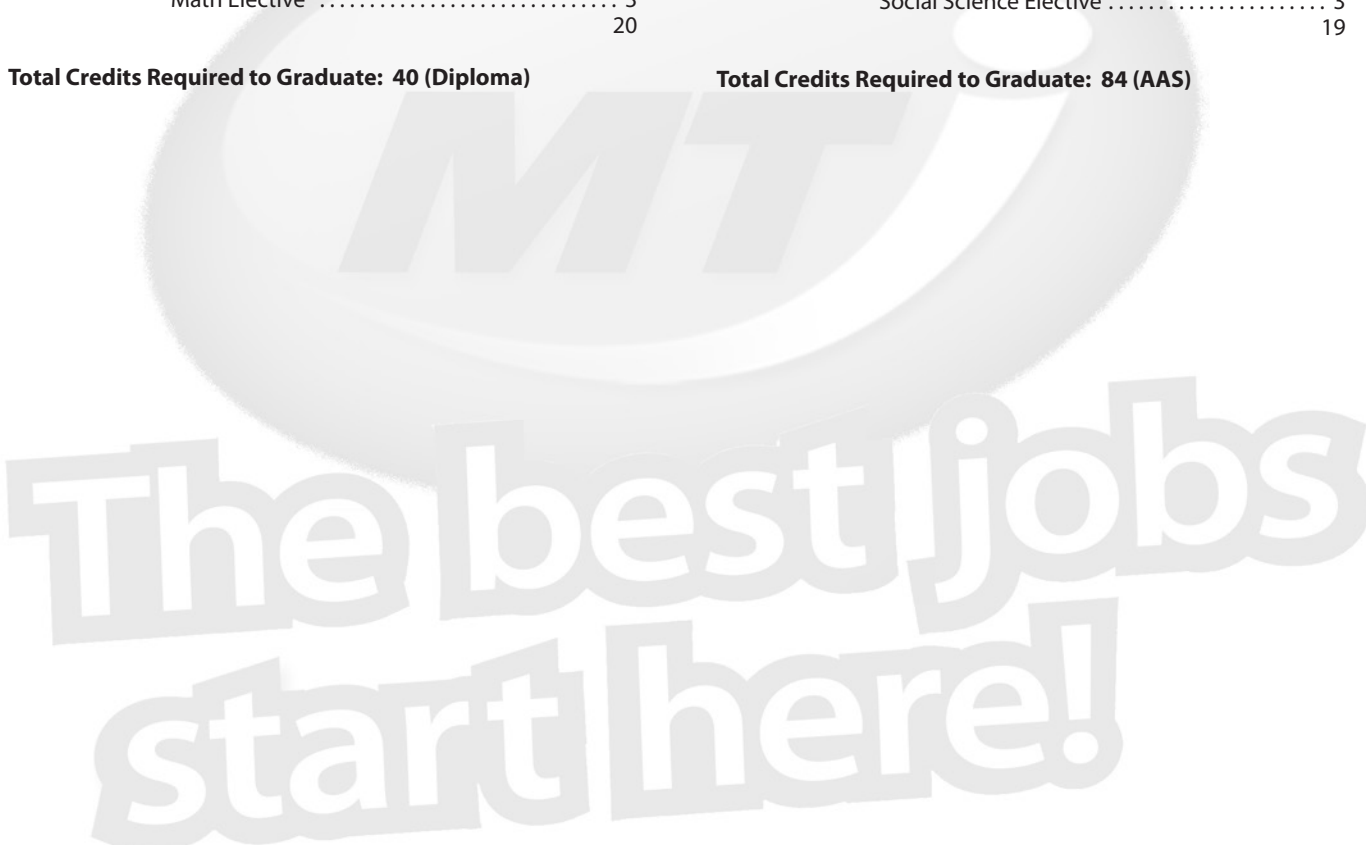 Math Elective ............................. 3
20
Total Credits Required to Graduate: 40 (Diploma)
Social Science Elective ...................... 3
19
Total Credits Required to Graduate: 84 (AAS)
MTI
The best jobs
start here!